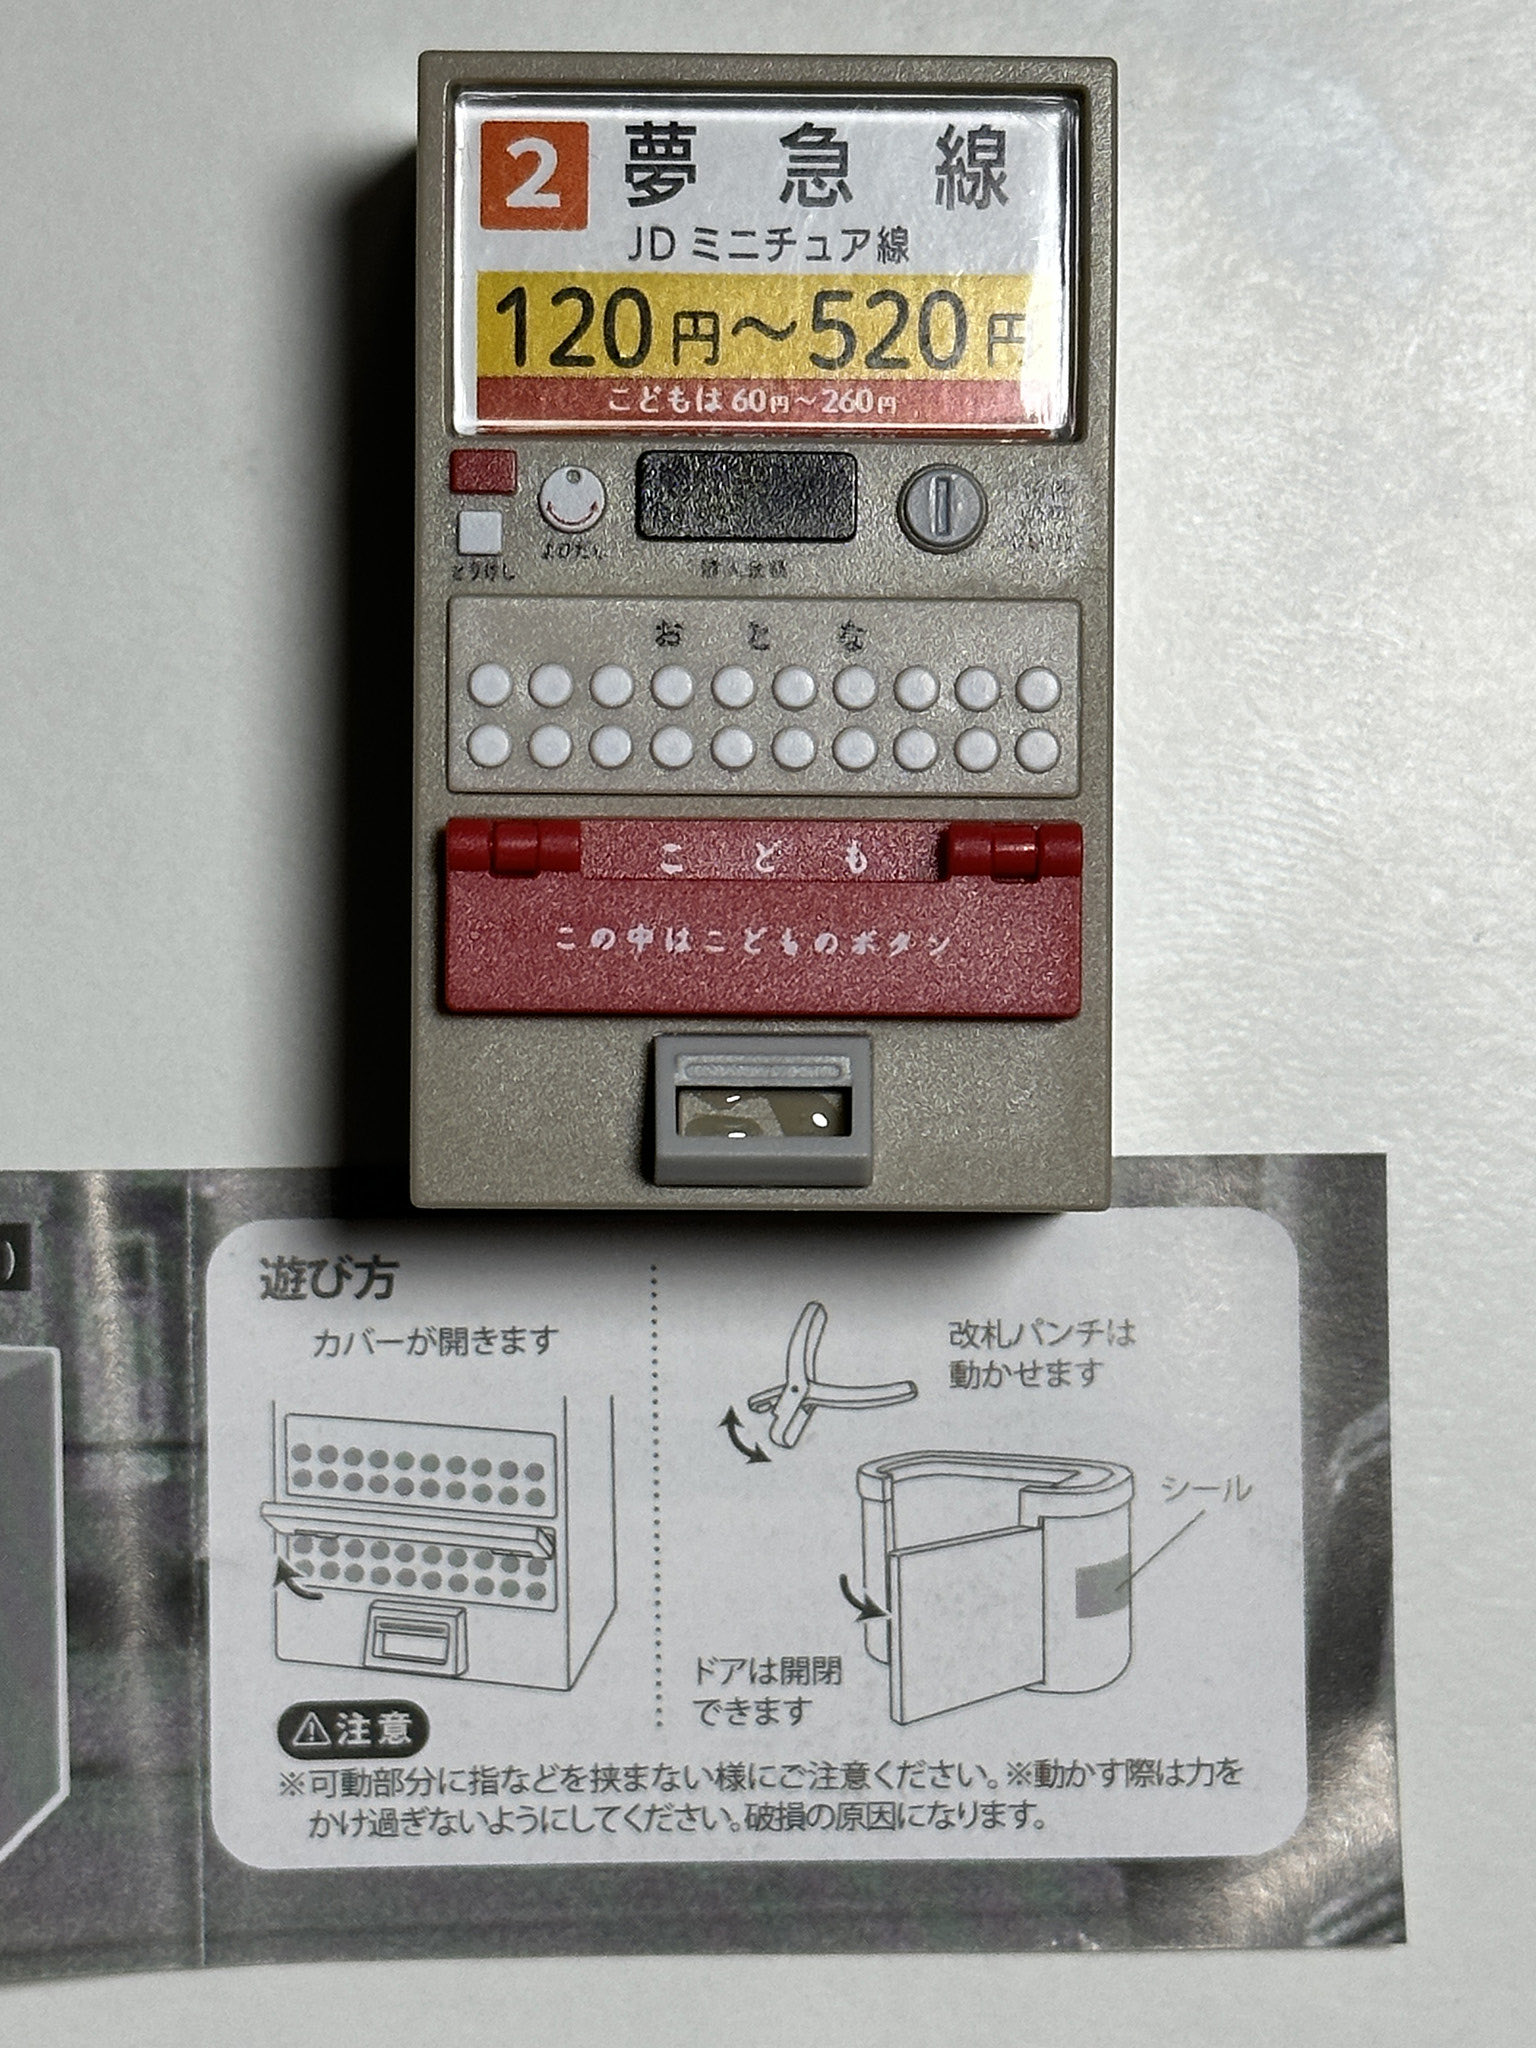 2 夢急線
JDミニチュア線
120円～520円
こどもは60円～260円
とりけし
よびだし
おとな
こども
この中はこどものボタン
遊び方
カバーが開きます
改札パンチは
動かせます
シール
ドアは開閉
できます
注意
※可動部分に指などを挟まない様にご注意ください。※動かす際は力を
かけ過ぎないようにしてください。破損の原因になります。